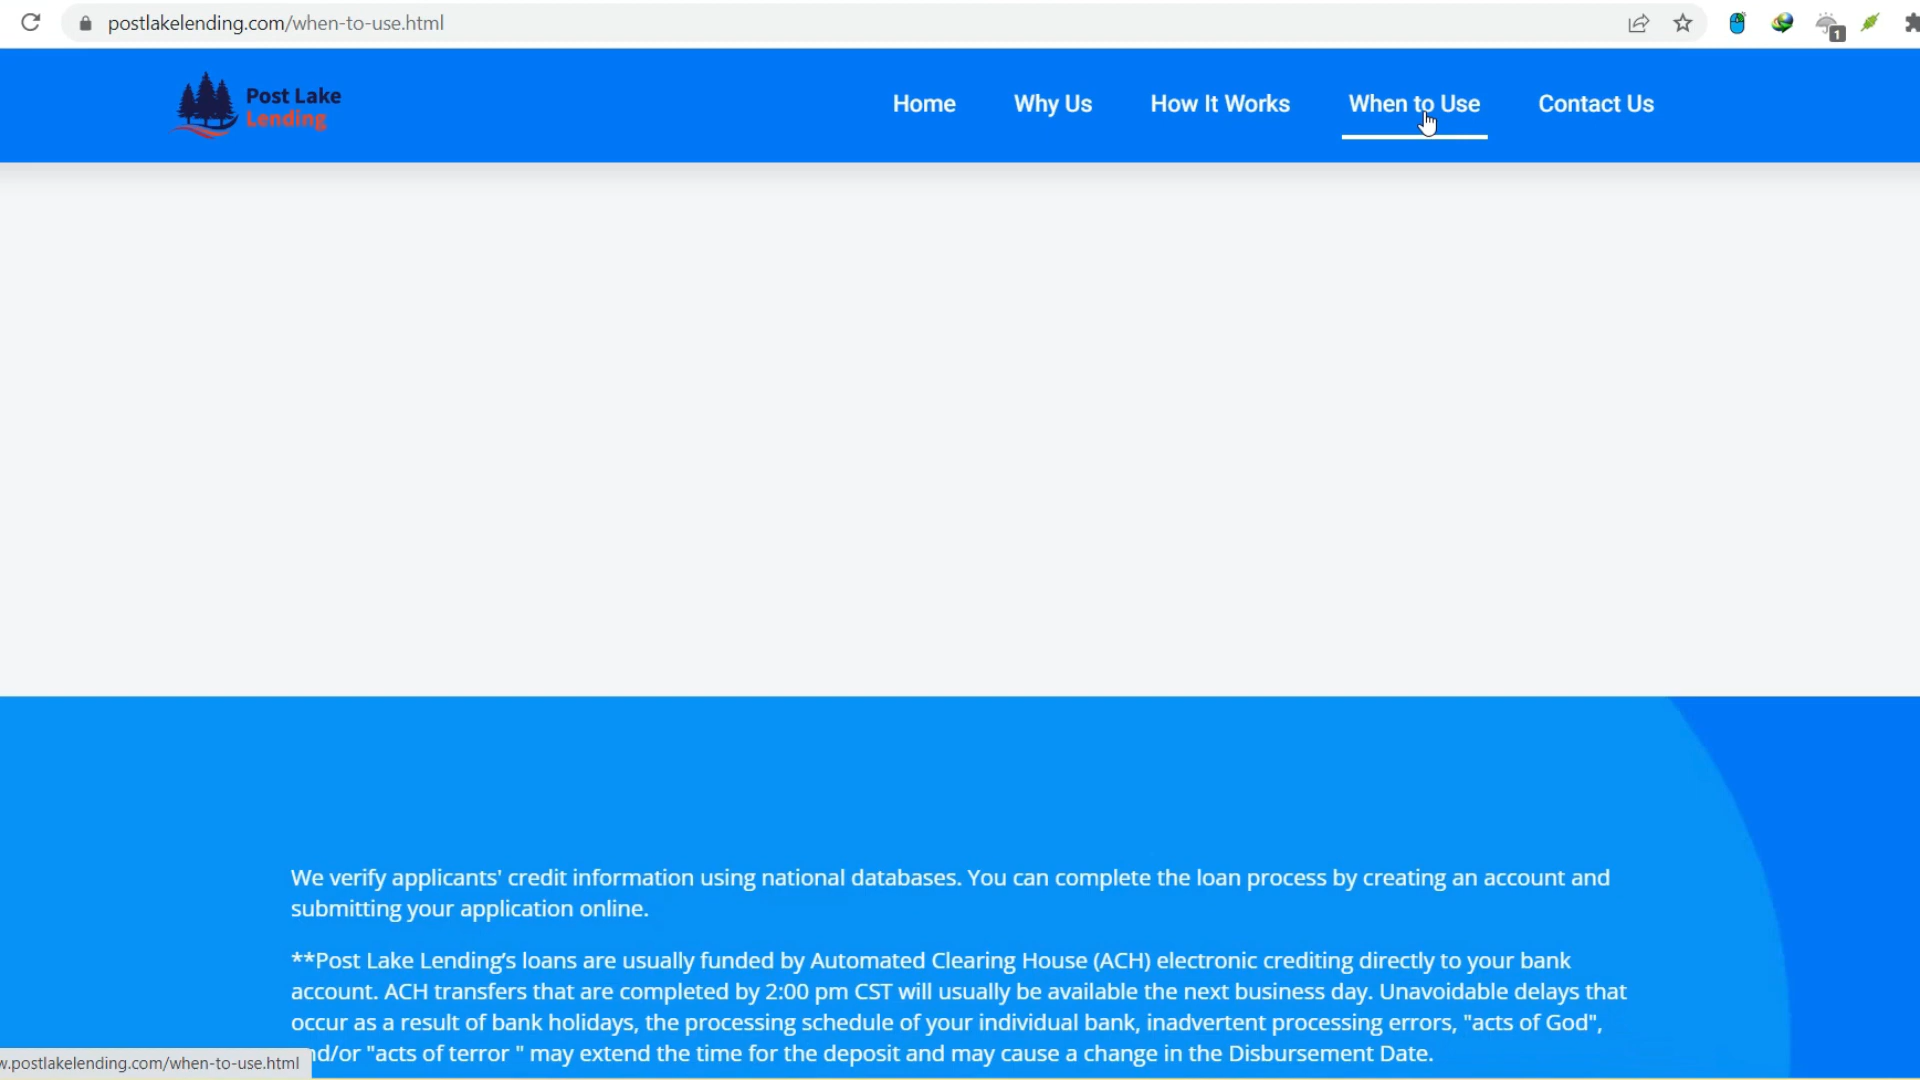 postlakelending.com/when-to-use.html
1
Post Lake
Lending
Home
Why Us
How It Works
When to Use
Contact Us
We verify applicants' credit information using national databases. You can complete the loan process by creating an account and
submitting your application online.
**Post Lake Lending’s loans are usually funded by Automated Clearing House (ACH) electronic crediting directly to your bank
account. ACH transfers that are completed by 2:00 pm CST will usually be available the next business day. Unavoidable delays that
occur as a result of bank holidays, the processing schedule of your individual bank, inadvertent processing errors, "acts of God",
nd/or "acts of terror " may extend the time for the deposit and may cause a change in the Disbursement Date.
w.postlakelending.com/when-to-use.html